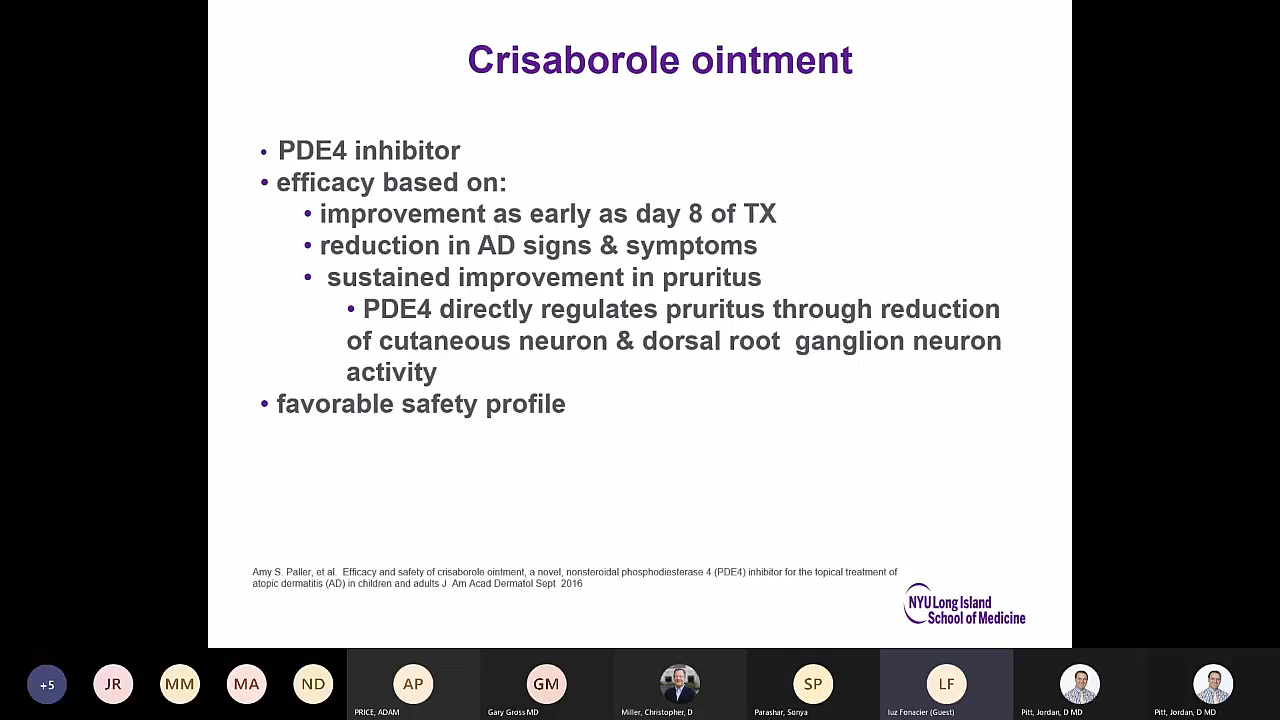 Crisaborole ointment
• PDE4 inhibitor
• efficacy based on:
• improvement as early as day 8 of TX
• reduction in AD signs & symptoms
• sustained improvement in pruritus
• PDE4 directly regulates pruritus through reduction
of cutaneous neuron & dorsal root ganglion neuron
activity
• favorable safety profile
Amy S. Paller, et al. Efficacy and safety of crisaborole ointment, a novel, nonsteroidal phosphodiesterase 4 (PDE4) inhibitor for the topical treatment of
atopic dermatitis (AD) in children and adults J Am Acad Dermatol Sept 2016
NYU Long Island
School of Medicine
+5
JR
MM
MA
ND
AP
GM
SP
LF
PRICE, ADAM
Gary Gross MD
Miller, Christopher, D
Parashar, Sonya
luz Fonacier (Guest)
Pitt, Jordan, D MD
Pitt, Jordan, D MD